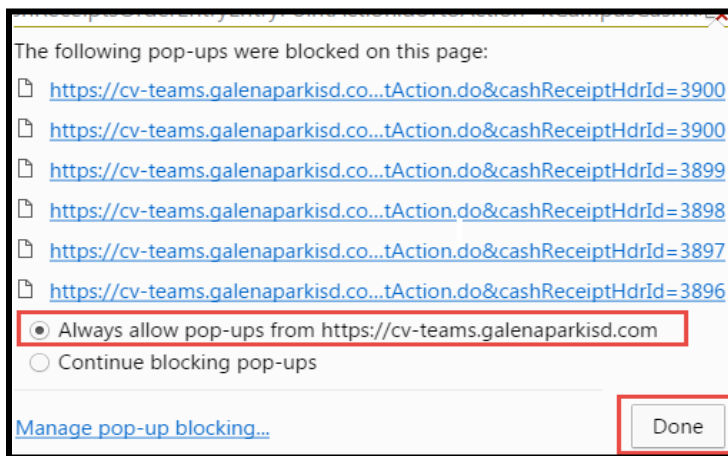 The following pop-ups were blocked on this page:
https://cv-teams.galenaparkisd.co...tAction.do&cashReceiptHdrId=3900
https://cv-teams.galenaparkisd.co...tAction.do&cashReceiptHdrId=3900
https://cv-teams.galenaparkisd.co...tAction.do&cashReceiptHdrId=3899
https://cv-teams.galenaparkisd.co...tAction.do&cashReceiptHdrId=3898
https://cv-teams.galenaparkisd.co...tAction.do&cashReceiptHdrId=3897
https://cv-teams.galenaparkisd.co...tAction.do&cashReceiptHdrId=3896
Always allow pop-ups from https://cv-teams.galenaparkisd.com
Continue blocking pop-ups
Manage pop-up blocking...
Done